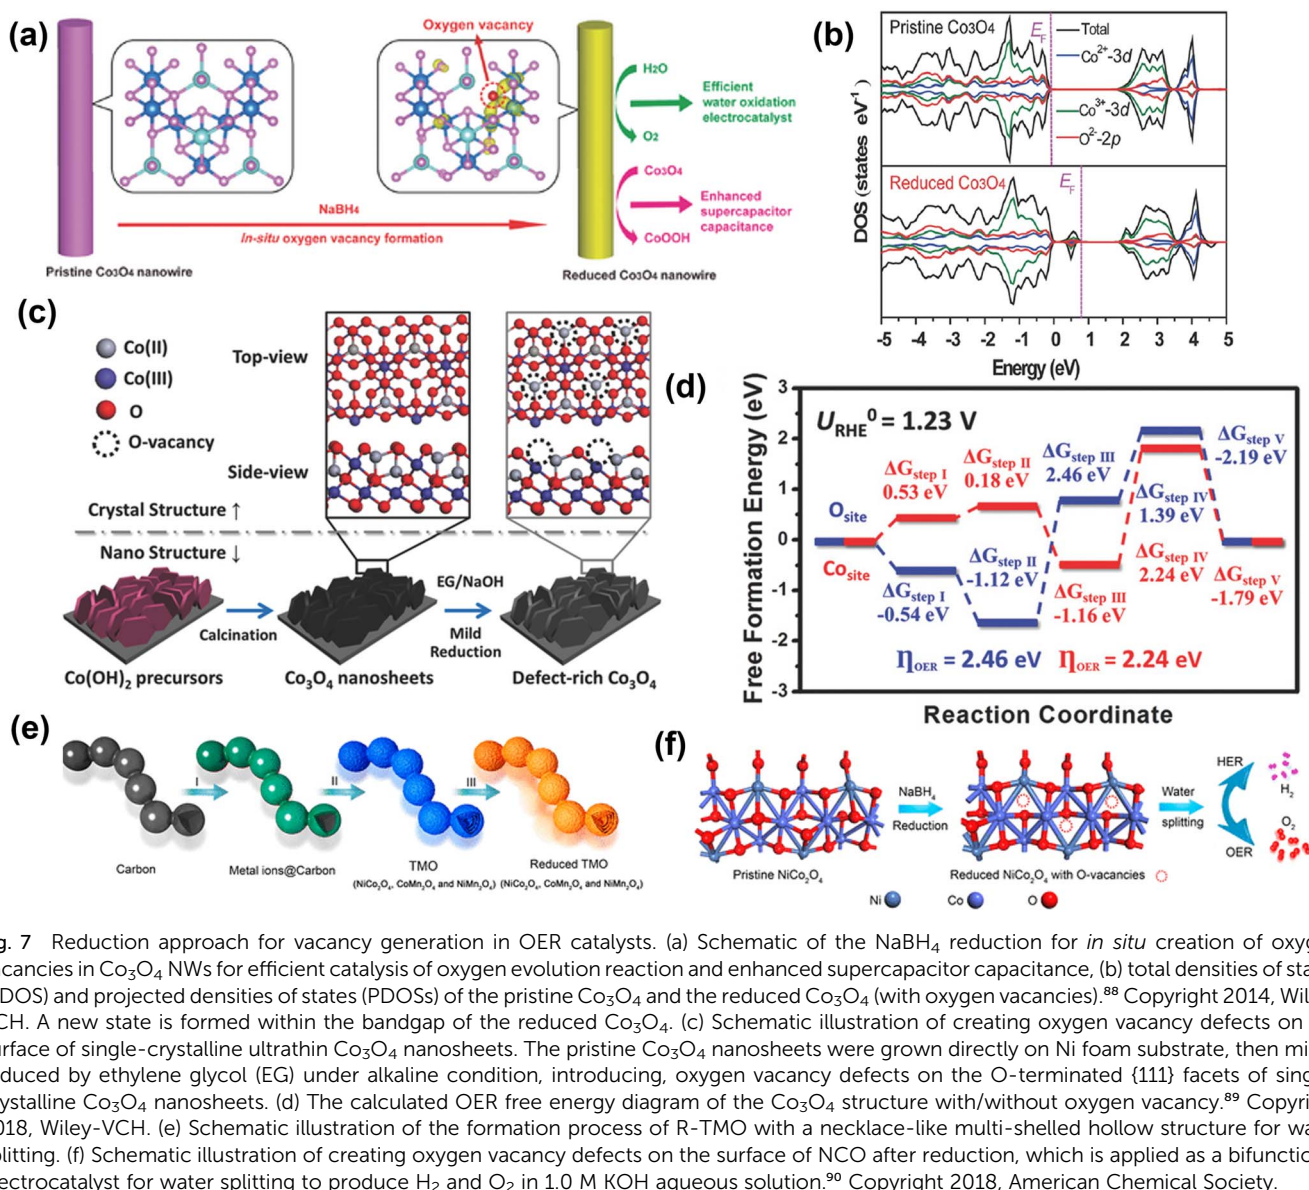 (a)
Oxygen vacancy
H2O
Efficient
water oxidation
electrocatalyst
O2
Co3O4
Enhanced
supercapacitor
capacitance
CoOOH
NaBH4
In-situ oxygen vacancy formation
Pristine Co3O4 nanowire
Reduced Co3O4 nanowire
(b)
Pristine Co3O4
EF
Total
Co²⁺-3d
Co³⁺-3d
O²⁻-2p
Reduced Co3O4
EF
DOS (states eV⁻¹)
-5 -4 -3 -2 -1 0 1 2 3 4 5
Energy (eV)
(c)
Co(II)
Co(III)
O
O-vacancy
Top-view
Side-view
Crystal Structure ↑
Nano Structure ↓
Calcination
EG/NaOH
Mild
Reduction
Co(OH)₂ precursors
Co₃O₄ nanosheets
Defect-rich Co₃O₄
(d)
Free Formation Energy (eV)
3
2
1
0
-1
-2
-3
U_RHE⁰ = 1.23 V
O_site
Co_site
ΔG_step I
0.53 eV
ΔG_step II
0.18 eV
ΔG_step III
2.46 eV
ΔG_step V
-2.19 eV
ΔG_step IV
1.39 eV
ΔG_step I
-0.54 eV
ΔG_step II
-1.12 eV
ΔG_step III
-1.16 eV
ΔG_step IV
2.24 eV
ΔG_step V
-1.79 eV
η_OER = 2.46 eV
η_OER = 2.24 eV
Reaction Coordinate
(e)
I
II
III
Carbon
Metal ions@Carbon
TMO
(NiCo₂O₄, CoMn₂O₄ and NiMn₂O₄)
Reduced TMO
(NiCo₂O₄, CoMn₂O₄ and NiMn₂O₄)
(f)
NaBH₄
Reduction
Water
splitting
HER
H₂
O₂
OER
Pristine NiCo₂O₄
Reduced NiCo₂O₄ with O-vacancies
Ni
Co
O
g. 7 Reduction approach for vacancy generation in OER catalysts. (a) Schematic of the NaBH₄ reduction for in situ creation of oxyg
acancies in Co₃O₄ NWs for efficient catalysis of oxygen evolution reaction and enhanced supercapacitor capacitance, (b) total densities of sta
DOS) and projected densities of states (PDOSs) of the pristine Co₃O₄ and the reduced Co₃O₄ (with oxygen vacancies).⁸⁸ Copyright 2014, Wil
CH. A new state is formed within the bandgap of the reduced Co₃O₄. (c) Schematic illustration of creating oxygen vacancy defects on
urface of single-crystalline ultrathin Co₃O₄ nanosheets. The pristine Co₃O₄ nanosheets were grown directly on Ni foam substrate, then mi
duced by ethylene glycol (EG) under alkaline condition, introducing, oxygen vacancy defects on the O-terminated {111} facets of sing
ystalline Co₃O₄ nanosheets. (d) The calculated OER free energy diagram of the Co₃O₄ structure with/without oxygen vacancy.⁸⁹ Copyri
018, Wiley-VCH. (e) Schematic illustration of the formation process of R-TMO with a necklace-like multi-shelled hollow structure for wa
litting. (f) Schematic illustration of creating oxygen vacancy defects on the surface of NCO after reduction, which is applied as a bifunction
ectrocatalyst for water splitting to produce H₂ and O₂ in 1.0 M KOH aqueous solution.⁹⁰ Copyright 2018, American Chemical Society.